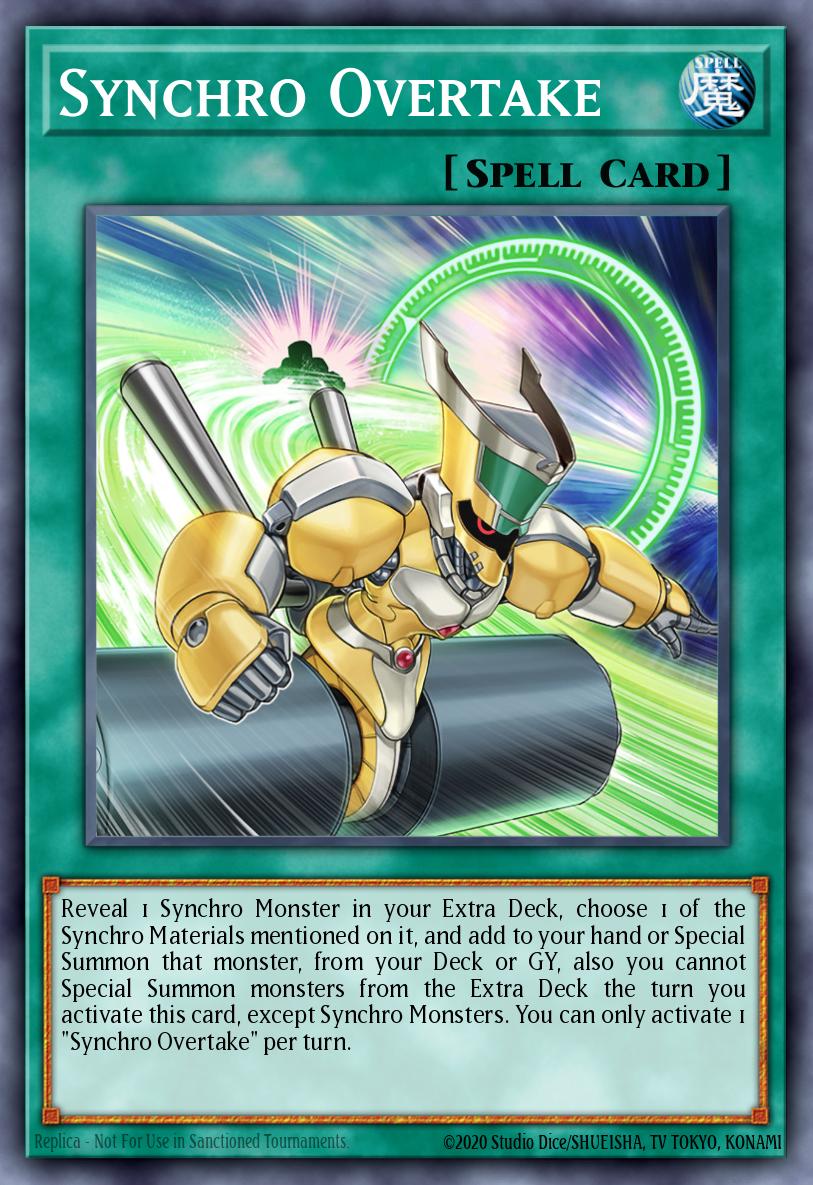 Synchro Overtake
SPELL
魔
[ Spell Card ]
Reveal 1 Synchro Monster in your Extra Deck, choose 1 of the
Synchro Materials mentioned on it, and add to your hand or Special
Summon that monster, from your Deck or GY, also you cannot
Special Summon monsters from the Extra Deck the turn you
activate this card, except Synchro Monsters. You can only activate 1
"Synchro Overtake" per turn.
Replica - Not For Use in Sanctioned Tournaments.
©2020 Studio Dice/SHUEISHA, TV TOKYO, KONAMI